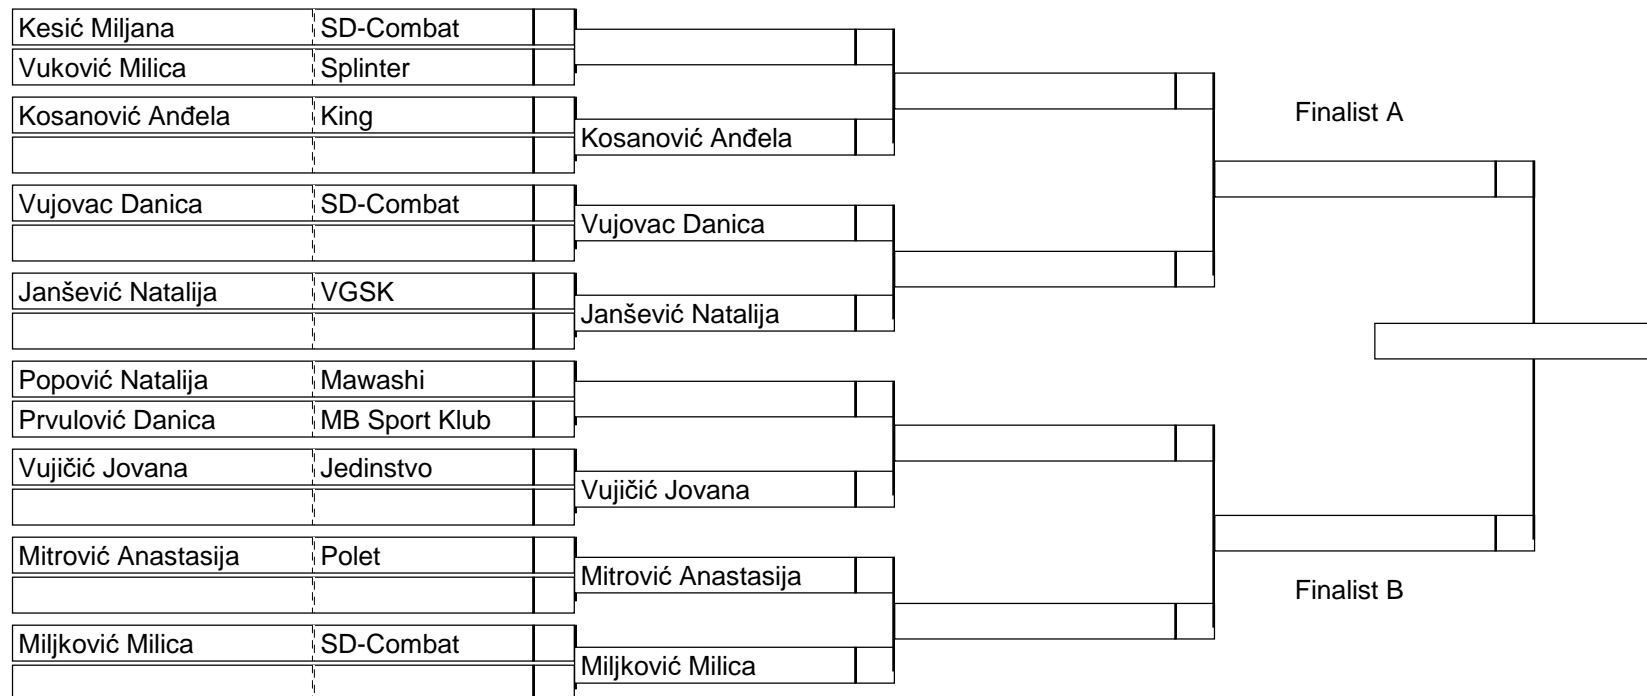 Kesić Miljana SD-Combat
Vuković Milica Splinter
Kosanović Anđela King
Kosanović Anđela
Finalist A
Vujovac Danica SD-Combat
Vujovac Danica
Janšević Natalija VGSK
Janšević Natalija
Popović Natalija Mawashi
Prvulović Danica MB Sport Klub
Vujičić Jovana Jedinstvo
Vujičić Jovana
Mitrović Anastasija Polet
Mitrović Anastasija
Finalist B
Miljković Milica SD-Combat
Miljković Milica